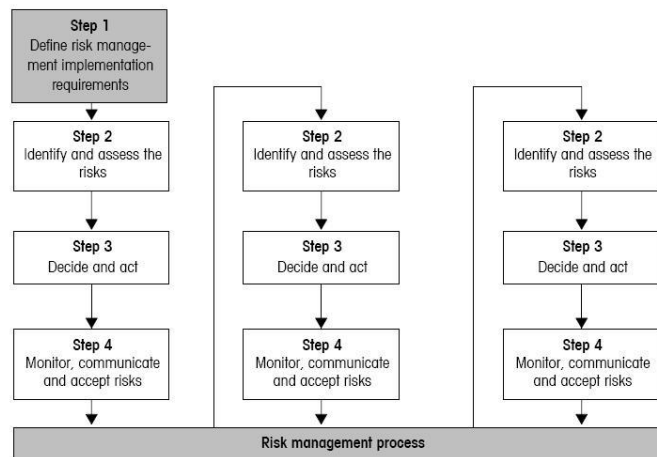 Step 1
Define risk manage-
ment implementation
requirements
Step 2
Identify and assess the
risks
Step 3
Decide and act
Step 4
Monitor, communicate
and accept risks
Step 2
Identify and assess the
risks
Step 3
Decide and act
Step 4
Monitor, communicate
and accept risks
Step 2
Identify and assess the
risks
Step 3
Decide and act
Step 4
Monitor, communicate
and accept risks
Risk management process